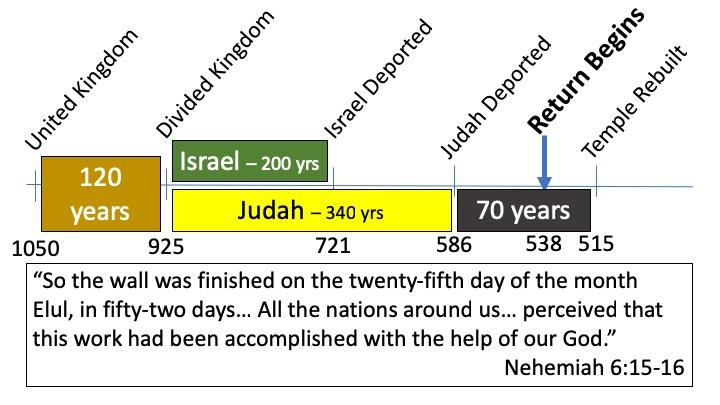 United Kingdom
Divided Kingdom
Israel Deported
Judah Deported
Return Begins
Temple Rebuilt
120
years
Israel – 200 yrs
Judah – 340 yrs
70 years
1050
925
721
586
538
515
“So the wall was finished on the twenty-fifth day of the month
Elul, in fifty-two days… All the nations around us… perceived that
this work had been accomplished with the help of our God.”
Nehemiah 6:15-16